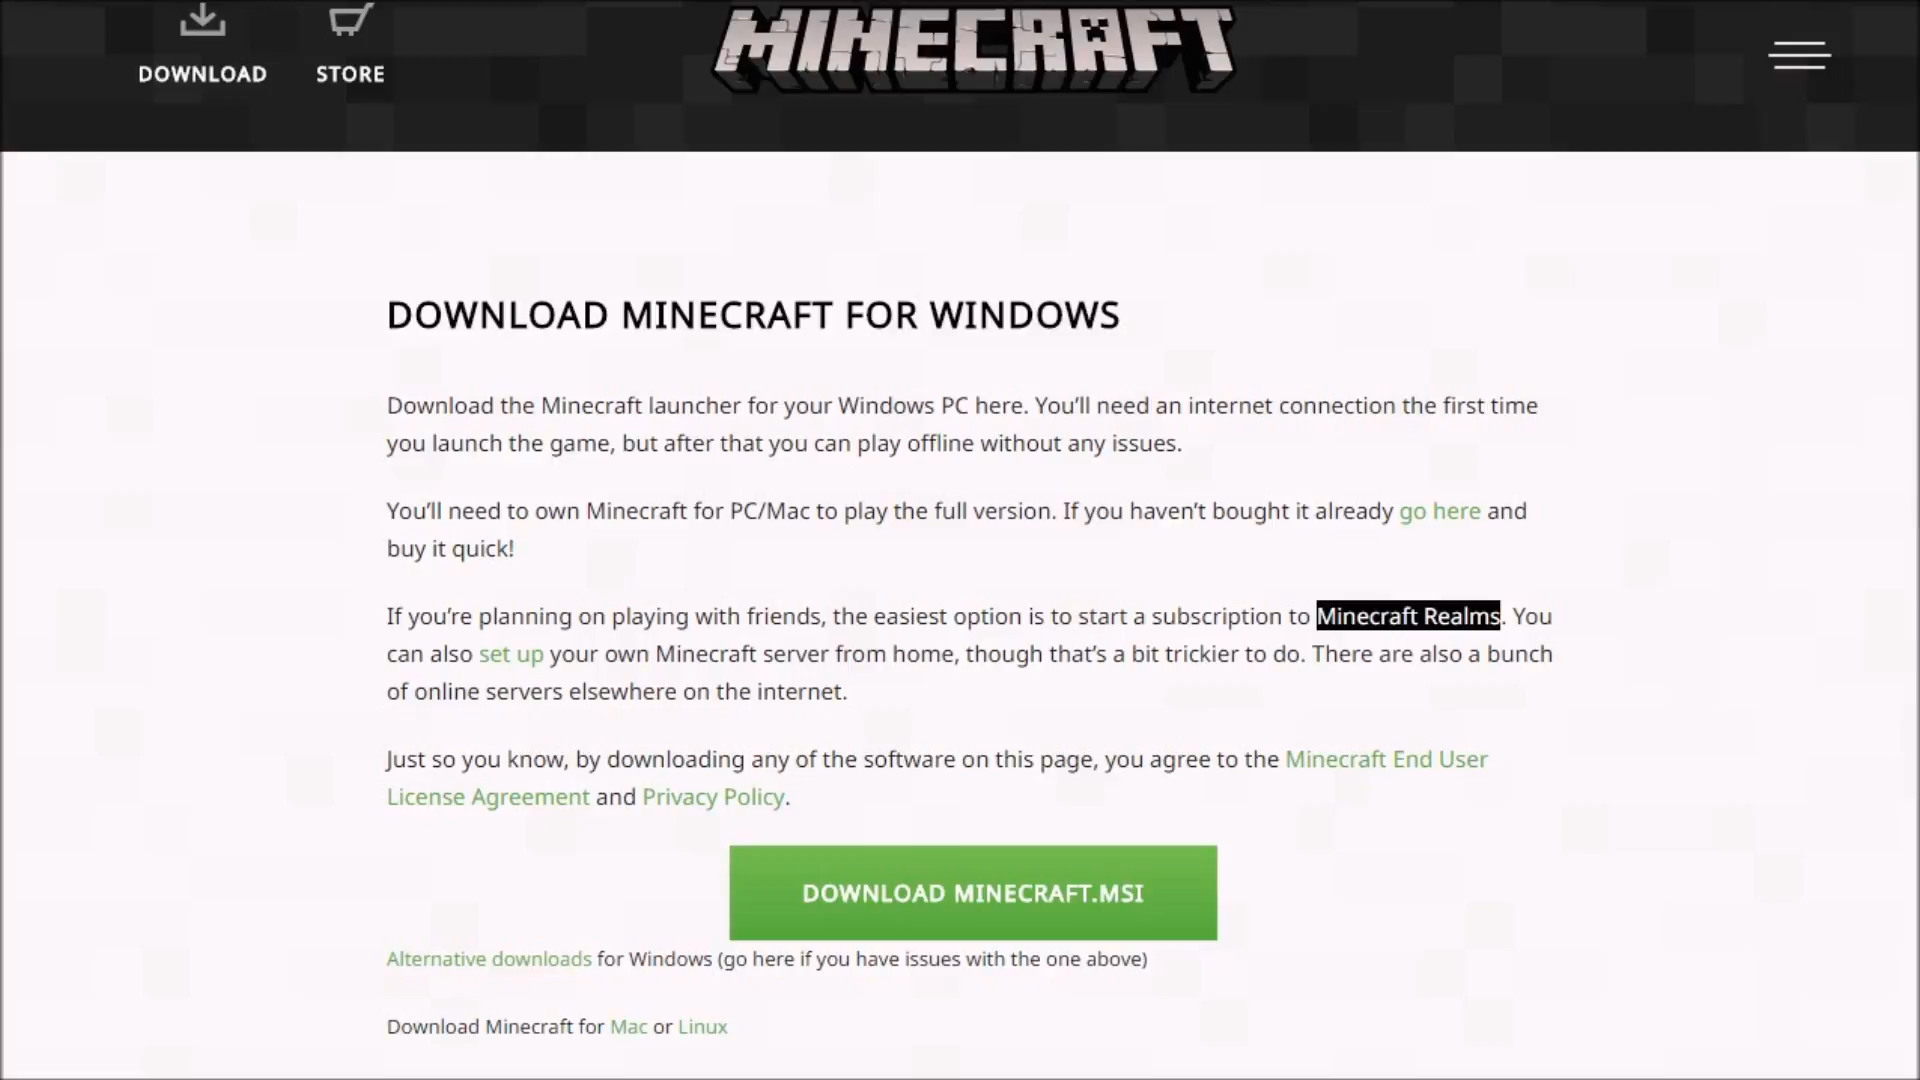 DOWNLOAD
STORE
MINECRAFT
DOWNLOAD MINECRAFT FOR WINDOWS
Download the Minecraft launcher for your Windows PC here. You’ll need an internet connection the first time
you launch the game, but after that you can play offline without any issues.
You’ll need to own Minecraft for PC/Mac to play the full version. If you haven’t bought it already go here and
buy it quick!
If you’re planning on playing with friends, the easiest option is to start a subscription to Minecraft Realms. You
can also set up your own Minecraft server from home, though that’s a bit trickier to do. There are also a bunch
of online servers elsewhere on the internet.
Just so you know, by downloading any of the software on this page, you agree to the Minecraft End User
License Agreement and Privacy Policy.
DOWNLOAD MINECRAFT.MSI
Alternative downloads for Windows (go here if you have issues with the one above)
Download Minecraft for Mac or Linux